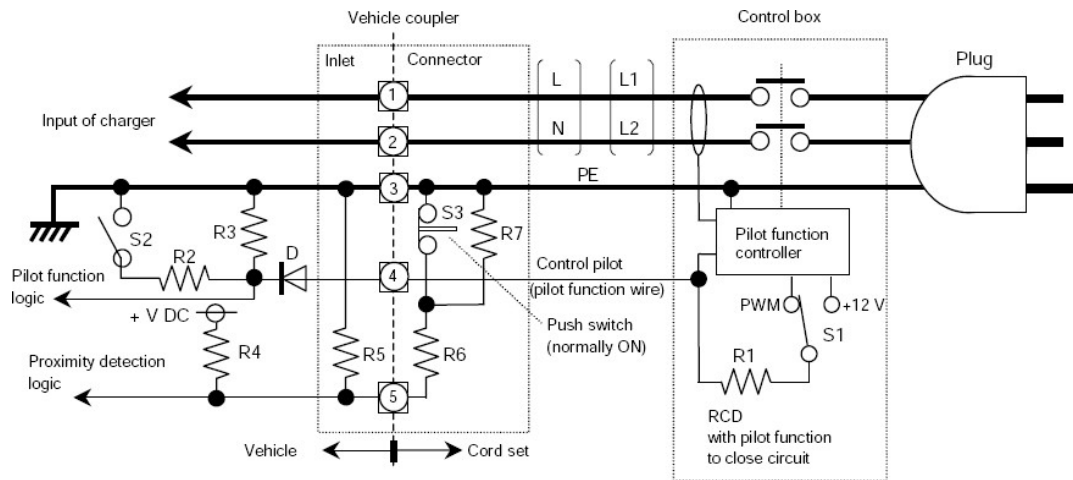 Vehicle coupler
Control box
Inlet
Connector
Plug
L
L1
1
Input of charger
N
L2
2
PE
3
S3
S2
R3
R7
Pilot function
controller
D
R2
4
Control pilot
(pilot function wire)
Pilot function
logic
PWM
+12 V
+ V DC
Push switch
(normally ON)
S1
R4
R5
R6
R1
Proximity detection
logic
5
RCD
with pilot function
to close circuit
Vehicle
Cord set